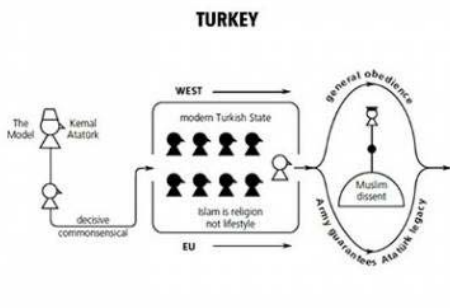 TURKEY
WEST
modern Turkish State
The
Model
Kemal
Atatürk
general obedience
Muslim
dissent
Islam is religion
not lifestyle
decisive
commonsensical
EU
Army guarantees Atatürk legacy